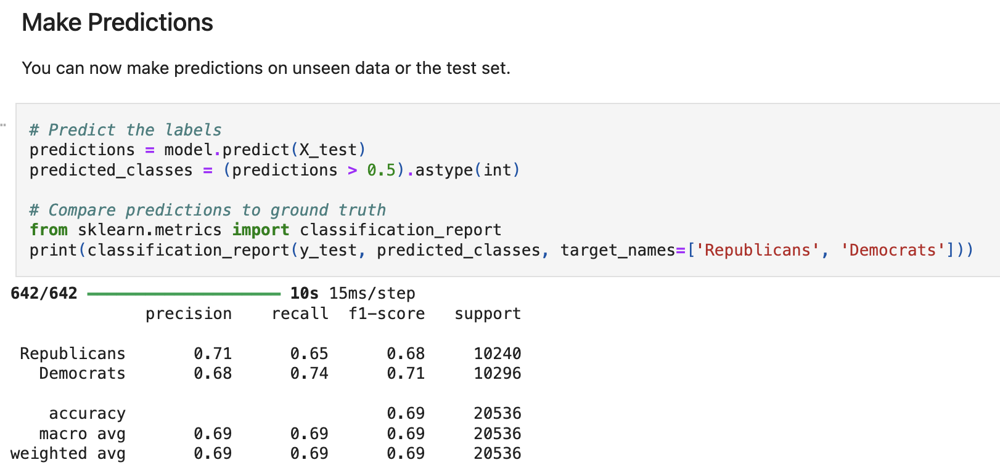 Make Predictions
You can now make predictions on unseen data or the test set.
# Predict the labels
predictions = model.predict(X_test)
predicted_classes = (predictions > 0.5).astype(int)
# Compare predictions to ground truth
from sklearn.metrics import classification_report
print(classification_report(y_test, predicted_classes, target_names=['Republicans', 'Democrats']))
642/642 ━━━━━━━━━━━━━━━━━━━━ 10s 15ms/step
precision recall f1-score support
Republicans 0.71 0.65 0.68 10240
Democrats 0.68 0.74 0.71 10296
accuracy 0.69 20536
macro avg 0.69 0.69 0.69 20536
weighted avg 0.69 0.69 0.69 20536